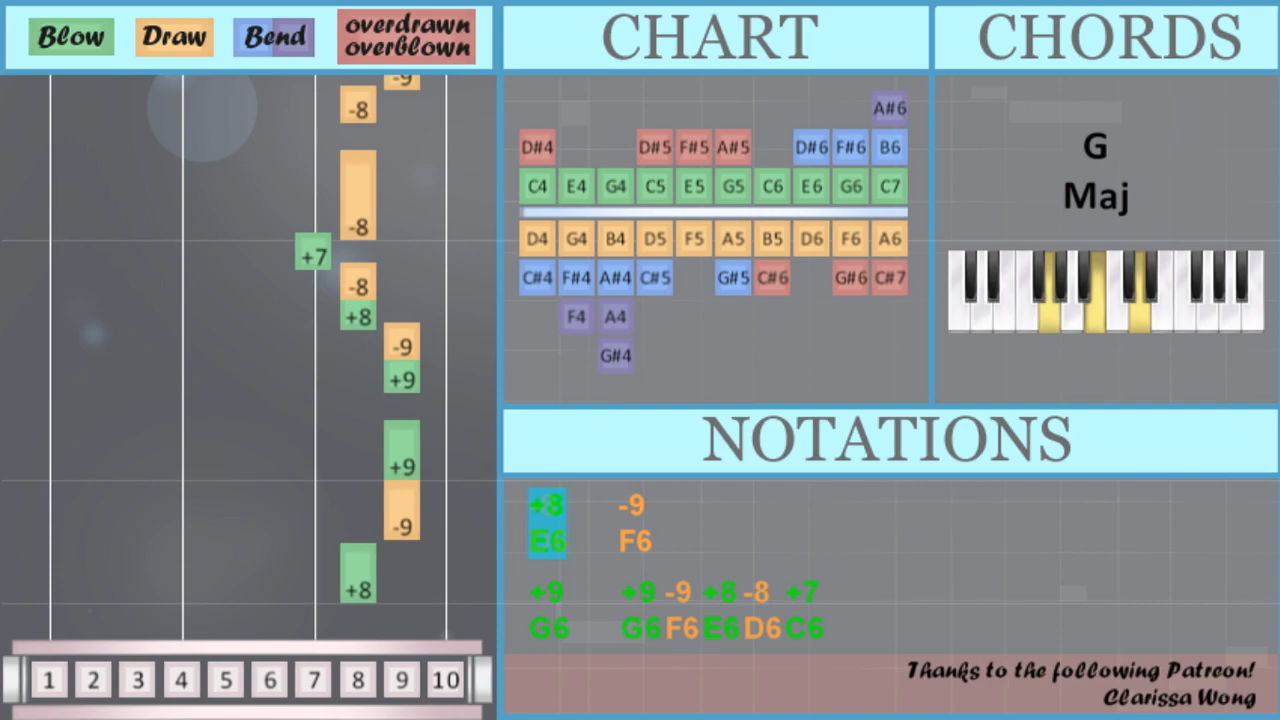 Blow Draw Bend overdrawn
overblown
CHART
CHORDS
-9
-8
-8
+7
-8
+8
-9
+9
+9
-9
+8
1 2 3 4 5 6 7 8 9 10
A#6
D#4 D#5 F#5 A#5 D#6 F#6 B6
C4 E4 G4 C5 E5 G5 C6 E6 G6 C7
D4 G4 B4 D5 F5 A5 B5 D6 F6 A6
C#4 F#4 A#4 C#5 G#5 C#6 G#6 C#7
F4 A4
G#4
G
Maj
NOTATIONS
+8 -9
E6 F6
+9 +9 -9 +8 -8 +7
G6 G6 F6 E6 D6 C6
Thanks to the following Patreon!
Clarissa Wong